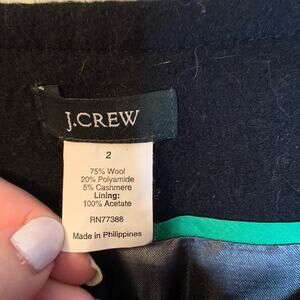 J.CREW
2
75% Wool
20% Polyamide
5% Cashmere
Lining:
100% Acetate
RN77388
Made in Philippines